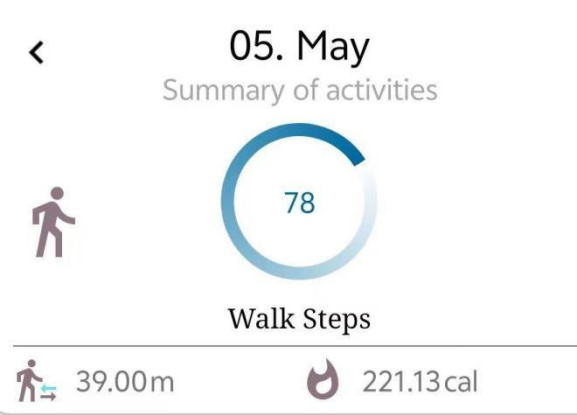 05. May
Summary of activities
78
Walk Steps
39.00m 221.13cal